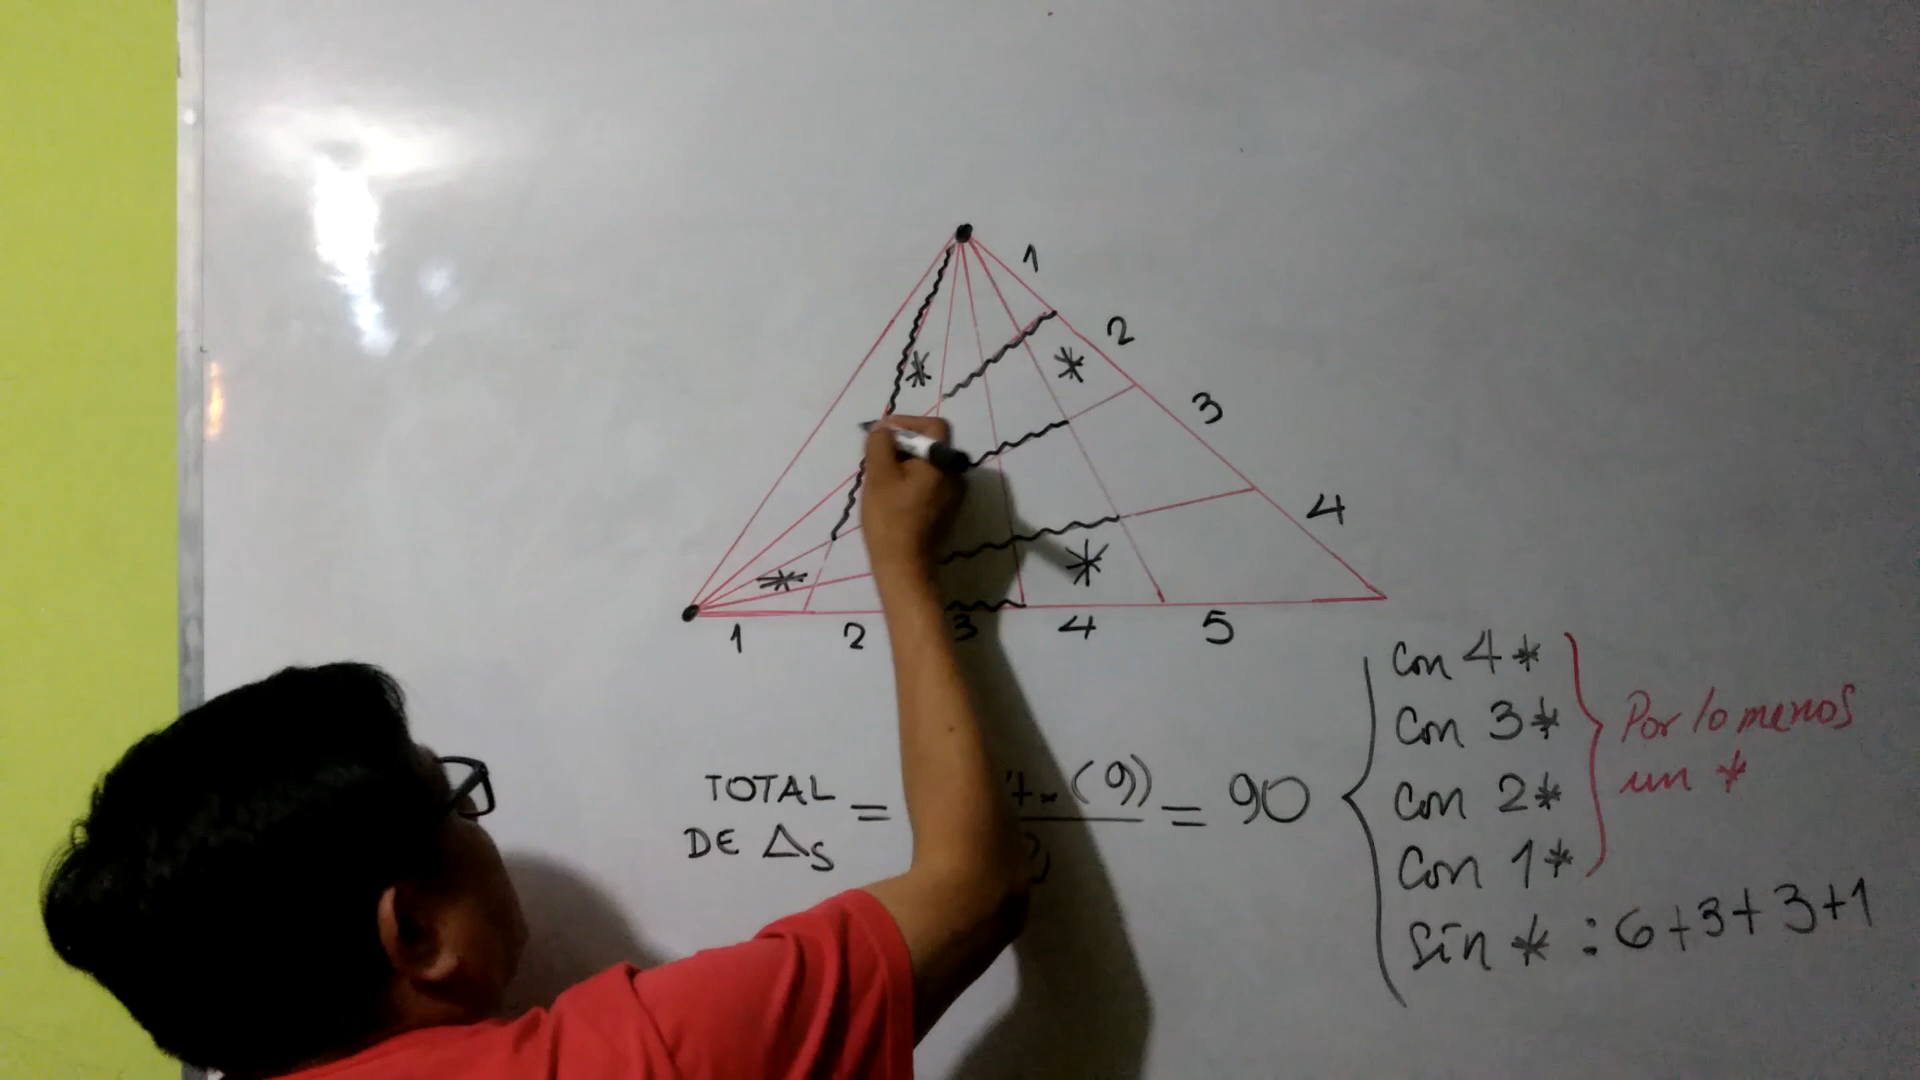 1
*
*
2
3
4
*
*
1 2 3 4 5
Con 4*
Con 3*
Por lo menos
un *
TOTAL
DE Δs
= (9) = 90
Con 2*
Con 1*
Sin * : 6+3+3+1